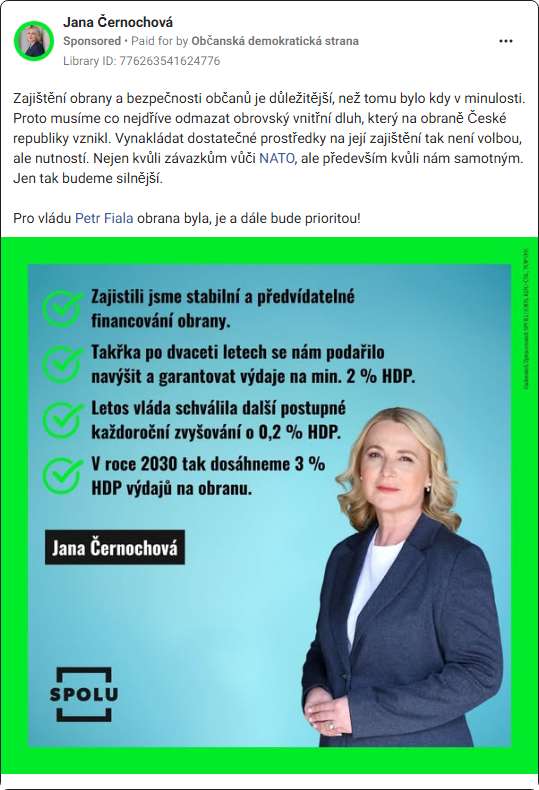 Jana Černochová
Sponsored • Paid for by Občanská demokratická strana
Library ID: 776263541624776
Zajištění obrany a bezpečnosti občanů je důležitější, než tomu bylo kdy v minulosti.
Proto musíme co nejdříve odmazat obrovský vnitřní dluh, který na obraně České
republiky vznikl. Vynakládat dostatečné prostředky na její zajištění tak není volbou,
ale nutností. Nejen kvůli závazkům vůči NATO, ale především kvůli nám samotným.
Jen tak budeme silnější.
Pro vládu Petr Fiala obrana byla, je a dále bude prioritou!
Zajistili jsme stabilní a předvídatelné
financování obrany.
Takřka po dvaceti letech se nám podařilo
navýšit a garantovat výdaje na min. 2 % HDP.
Letos vláda schválila další postupné
každoroční zvyšování o 0,2 % HDP.
V roce 2030 tak dosáhneme 3 %
HDP výdajů na obranu.
Jana Černochová
SPOLU